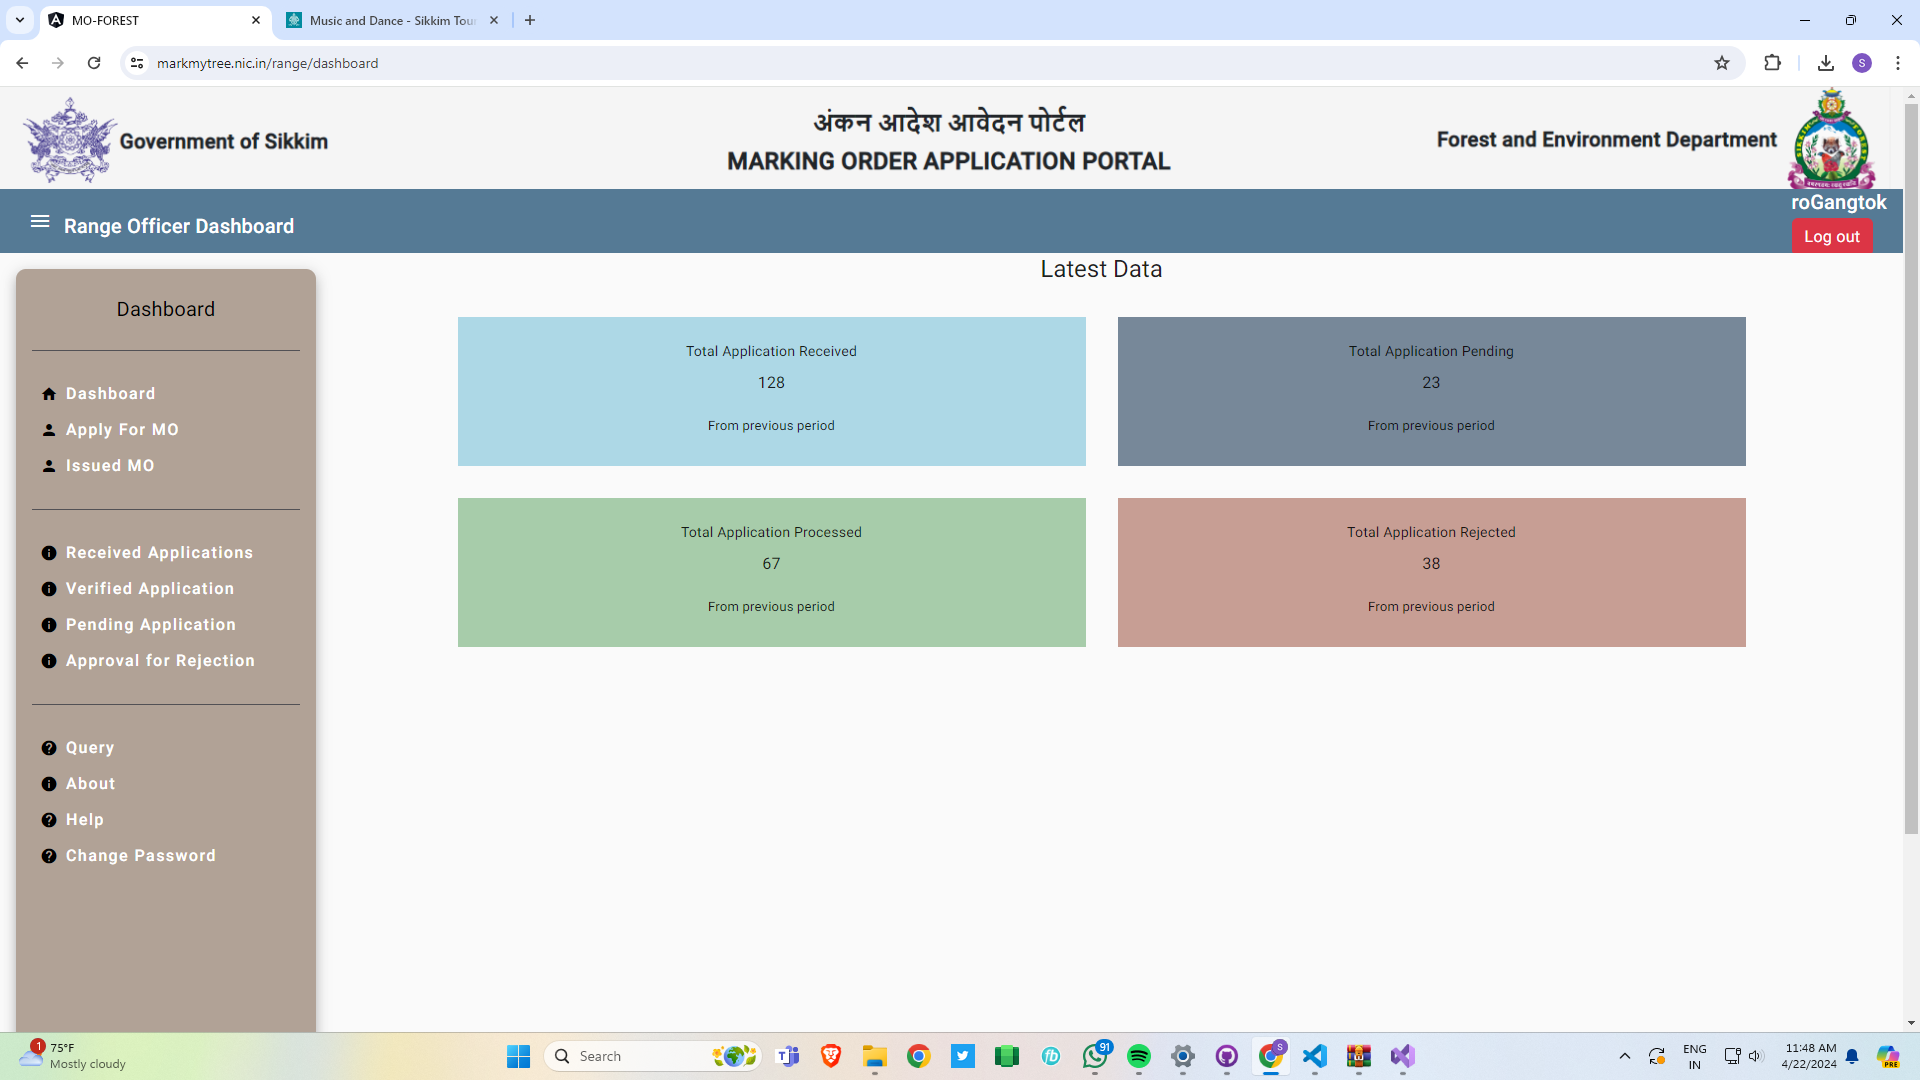 MO-FOREST
Music and Dance - Sikkim Tou
markmytree.nic.in/range/dashboard
S
Government of Sikkim
अंकन आदेश आवेदन पोर्टल
MARKING ORDER APPLICATION PORTAL
Forest and Environment Department
Range Officer Dashboard
roGangtok
Log out
Dashboard
Dashboard
Apply For MO
Issued MO
Received Applications
Verified Application
Pending Application
Approval for Rejection
Query
About
Help
Change Password
Latest Data
Total Application Received
128
From previous period
Total Application Pending
23
From previous period
Total Application Processed
67
From previous period
Total Application Rejected
38
From previous period
1
75°F
Mostly cloudy
Search
91
S
ENG
IN
11:48 AM
4/22/2024
PRE